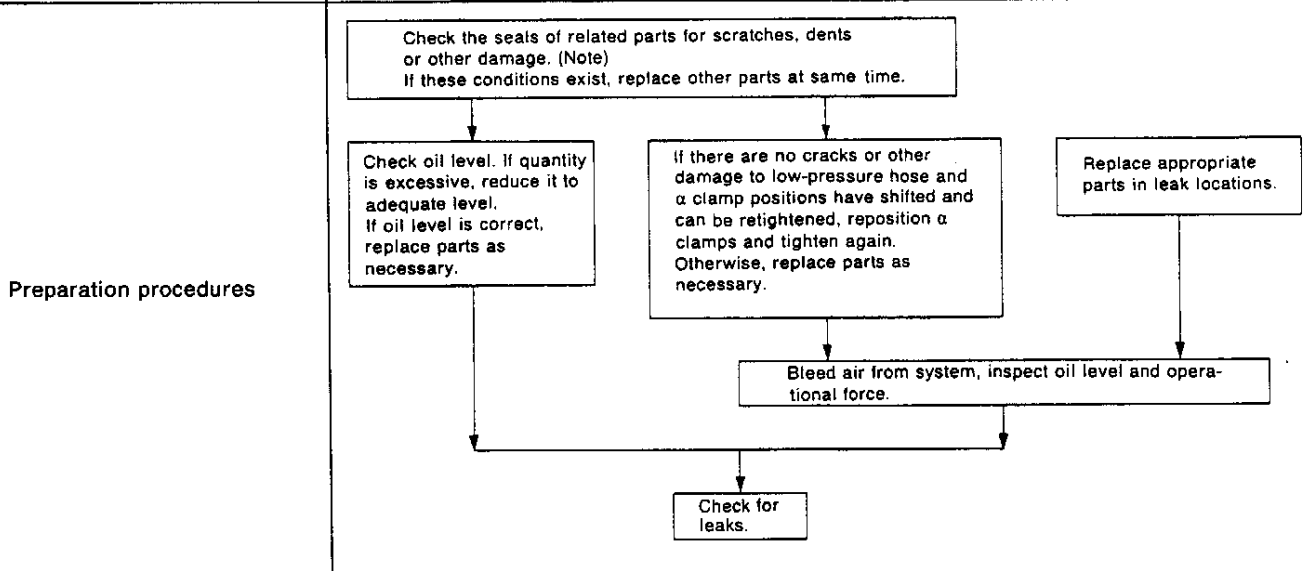 Check the seals of related parts for scratches, dents
or other damage. (Note)
If these conditions exist, replace other parts at same time.
Check oil level. If quantity
is excessive, reduce it to
adequate level.
If oil level is correct,
replace parts as
necessary.
If there are no cracks or other
damage to low-pressure hose and
α clamp positions have shifted and
can be retightened, reposition α
clamps and tighten again.
Otherwise, replace parts as
necessary.
Replace appropriate
parts in leak locations.
Preparation procedures
Bleed air from system, inspect oil level and opera-
tional force.
Check for
leaks.